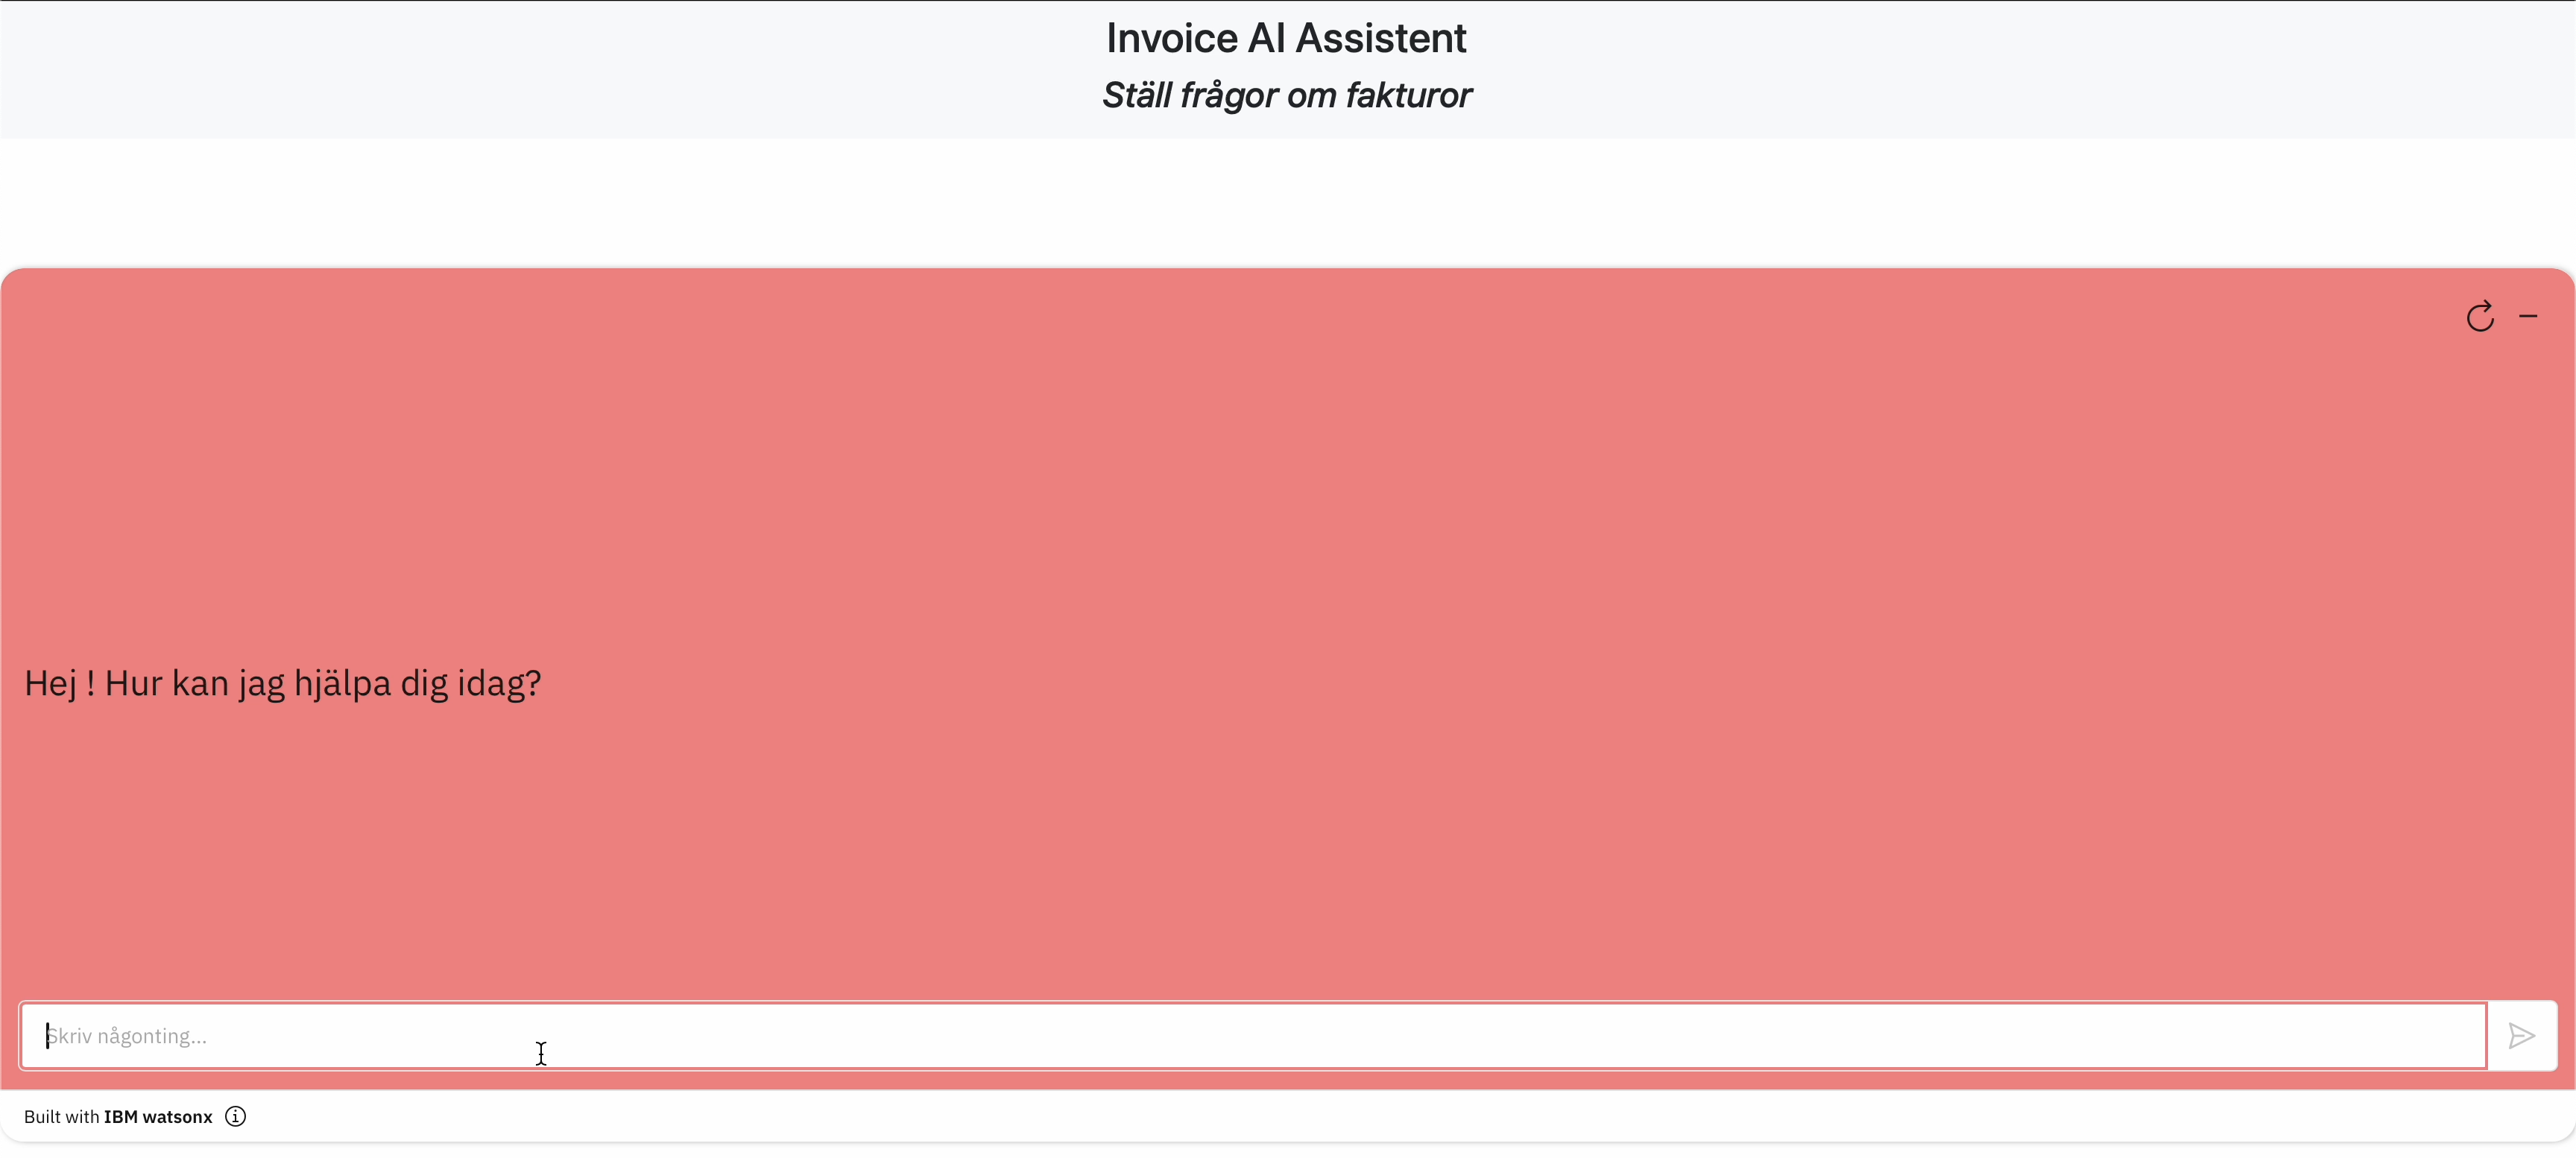 Invoice AI Assistent
Ställ frågor om fakturor
Hej ! Hur kan jag hjälpa dig idag?
Skriv någonting...
Built with IBM watsonx